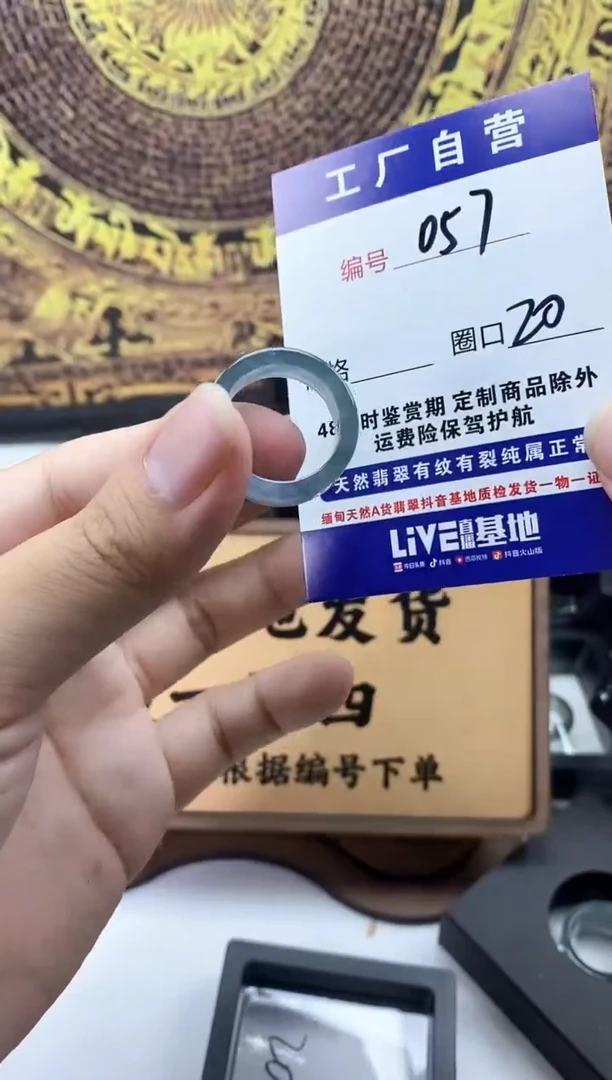 工厂自营
编号 057
格
圈口 20
48 时鉴赏期 定制商品除外
运费险保驾护航
天然翡翠有纹有裂纯属正常
缅甸天然A货翡翠抖音基地质检发货一物一证
LiVE直播基地
今日头条 抖音 西瓜视频 抖音火山版
发货
四
根据编号下单
20